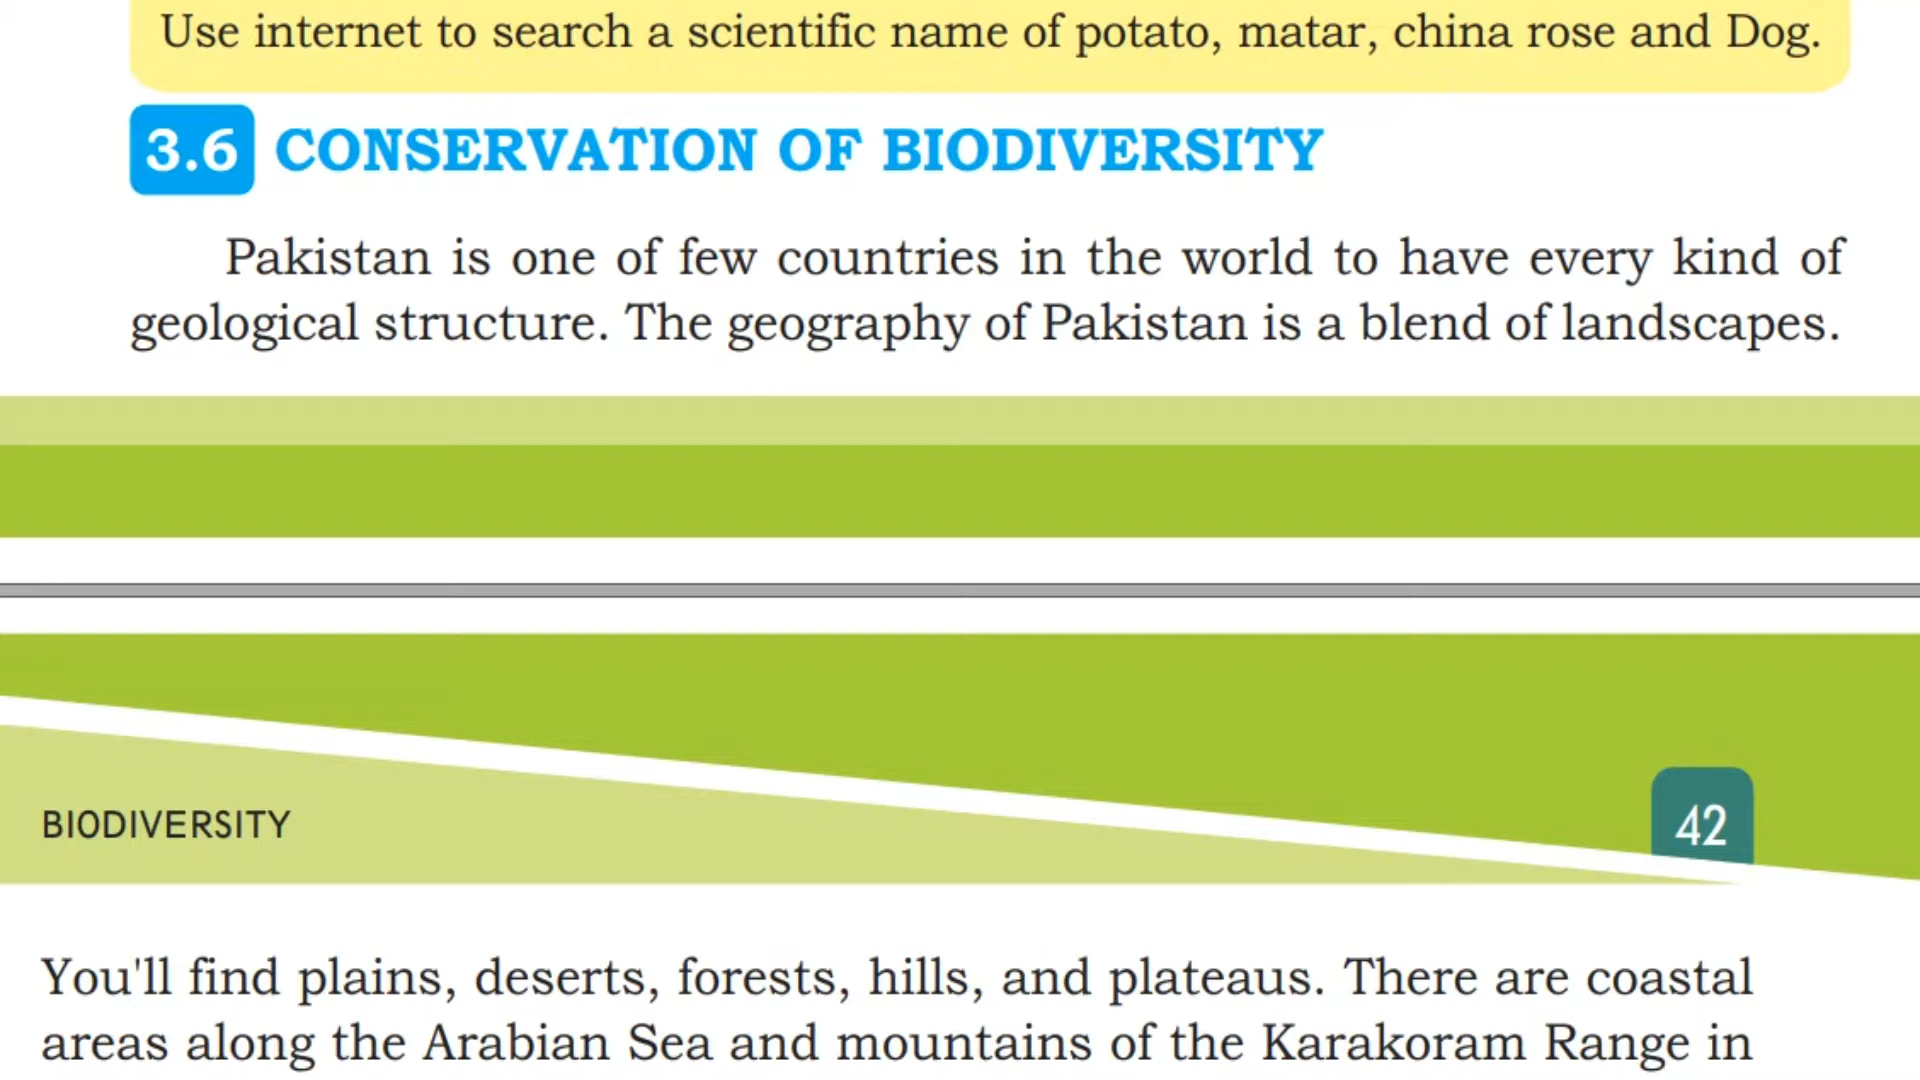 Use internet to search a scientific name of potato, matar, china rose and Dog.
3.6 CONSERVATION OF BIODIVERSITY
Pakistan is one of few countries in the world to have every kind of
geological structure. The geography of Pakistan is a blend of landscapes.
BIODIVERSITY
42
You'll find plains, deserts, forests, hills, and plateaus. There are coastal
areas along the Arabian Sea and mountains of the Karakoram Range in